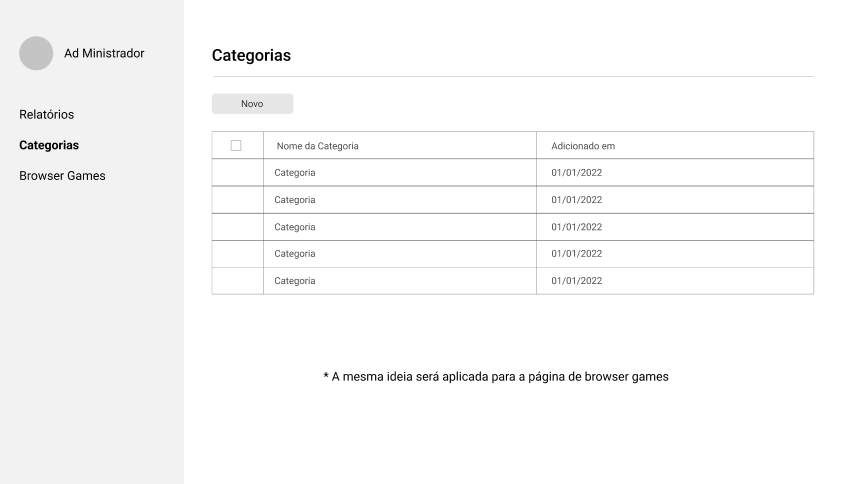 Ad Ministrador
Relatórios
Categorias
Browser Games
Categorias
Novo
Nome da Categoria Adicionado em
Categoria 01/01/2022
Categoria 01/01/2022
Categoria 01/01/2022
Categoria 01/01/2022
Categoria 01/01/2022
* A mesma ideia será aplicada para a página de browser games